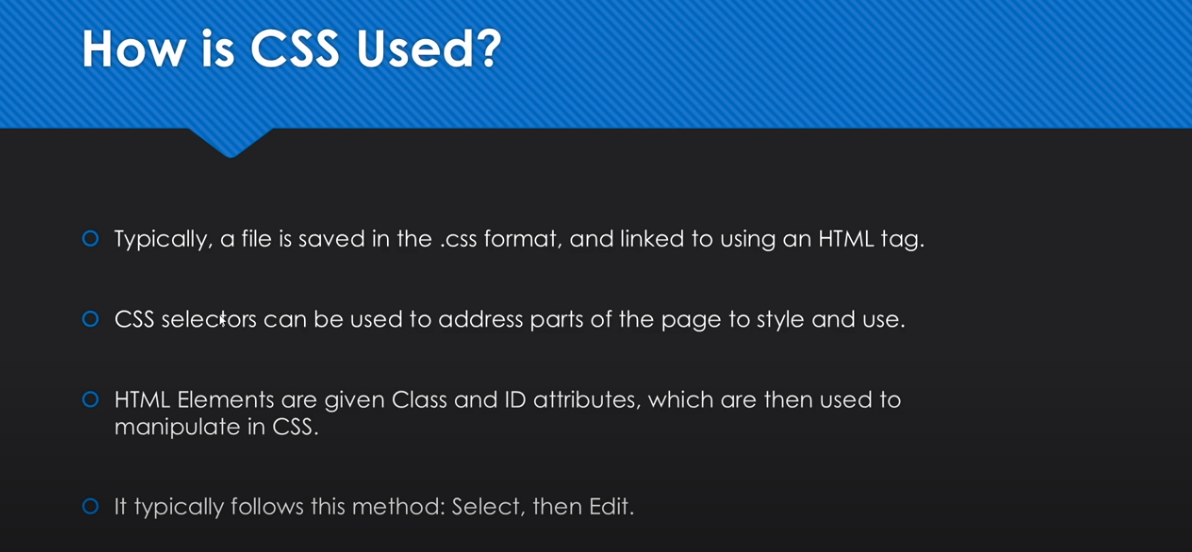 How is CSS Used?
Typically, a file is saved in the .css format, and linked to using an HTML tag.
CSS selectors can be used to address parts of the page to style and use.
HTML Elements are given Class and ID attributes, which are then used to
manipulate in CSS.
It typically follows this method: Select, then Edit.